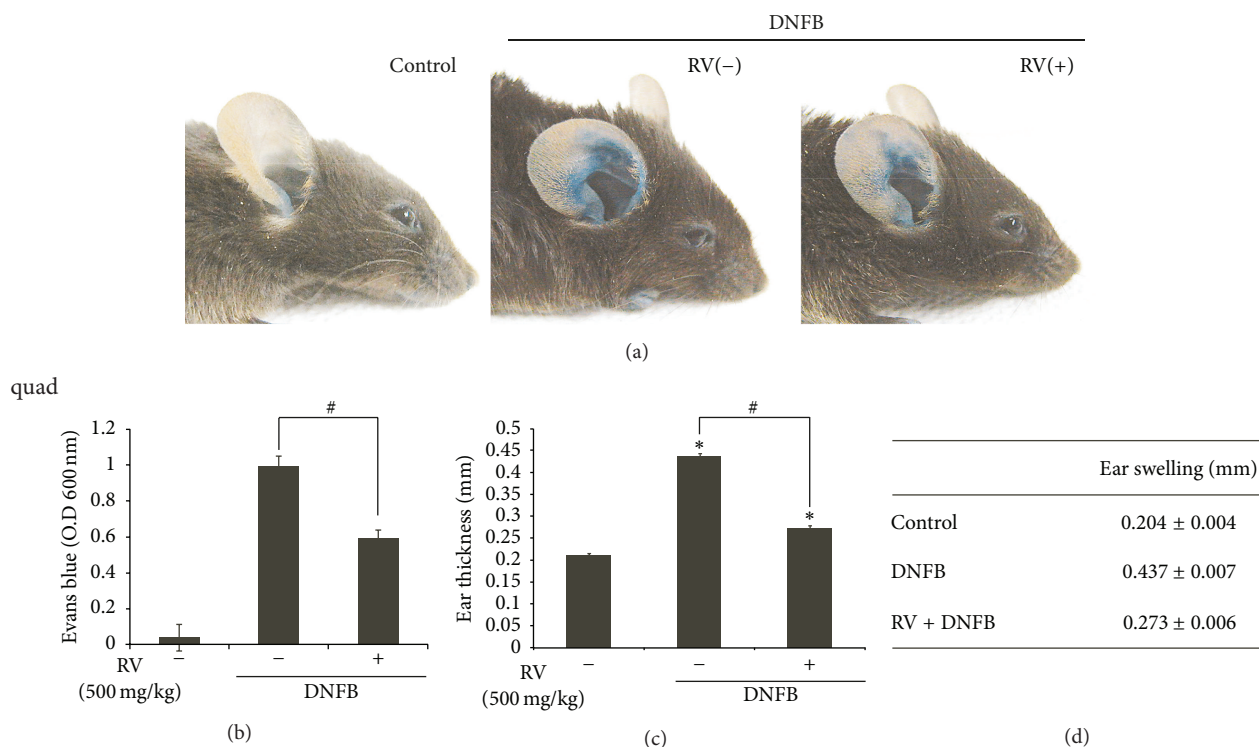 DNFB
Control RV(−) RV(+)
(a)
quad
Evans blue (O.D 600 nm)
1.2
1
0.8
0.6
0.4
0.2
0
#
RV − − +
(500 mg/kg) DNFB
(b)
Ear thickness (mm)
0.5
0.45
0.4
0.35
0.3
0.25
0.2
0.15
0.1
0.05
0
#
*
*
RV − − +
(500 mg/kg) DNFB
(c)
Ear swelling (mm)
Control 0.204 ± 0.004
DNFB 0.437 ± 0.007
RV + DNFB 0.273 ± 0.006
(d)